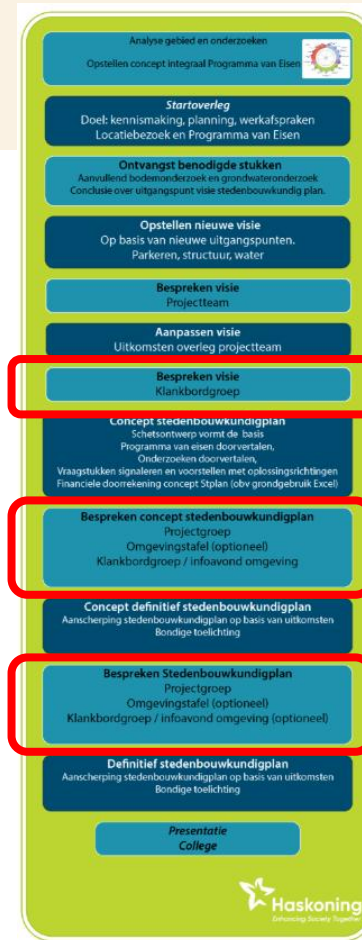 Analyse gebied en onderzoeken
Opstellen concept integraal Programma van Eisen
Startoverleg
Doel: kennismaking, planning, werkafspraken
Locatiebezoek en Programma van Eisen
Ontvangst benodigde stukken
Aanvullend bodemonderzoek en grondwateronderzoek
Conclusie over uitgangspunt visie stedenbouwkundig plan.
Opstellen nieuwe visie
Op basis van nieuwe uitgangspunten.
Parkeren, structuur, water
Bespreken visie
Projectteam
Aanpassen visie
Uitkomsten overleg projectteam
Bespreken visie
Klankbordgroep
Concept stedenbouwkundigplan
Schetsontwerp vormt de basis
Programma van eisen doorvertalen,
Onderzoeken doorvertalen,
Vraagstukken signaleren en voorstellen met oplossingsrichtingen
Financiele doorrekening concept Stplan (obv grondgebruik Excel)
Bespreken concept stedenbouwkundigplan
Projectgroep
Omgevingstafel (optioneel)
Klankbordgroep / infoavond omgeving
Concept definitief stedenbouwkundigplan
Aanscherping stedenbouwkundigplan op basis van uitkomsten
Bondige toelichting
Bespreken Stedenbouwkundigplan
Projectgroep
Omgevingstafel (optioneel)
Klankbordgroep / infoavond omgeving (optioneel)
Definitief stedenbouwkundigplan
Aanscherping stedenbouwkundigplan op basis van uitkomsten
Bondige toelichting
Presentatie
College
Haskoning
Enhancing Society Together